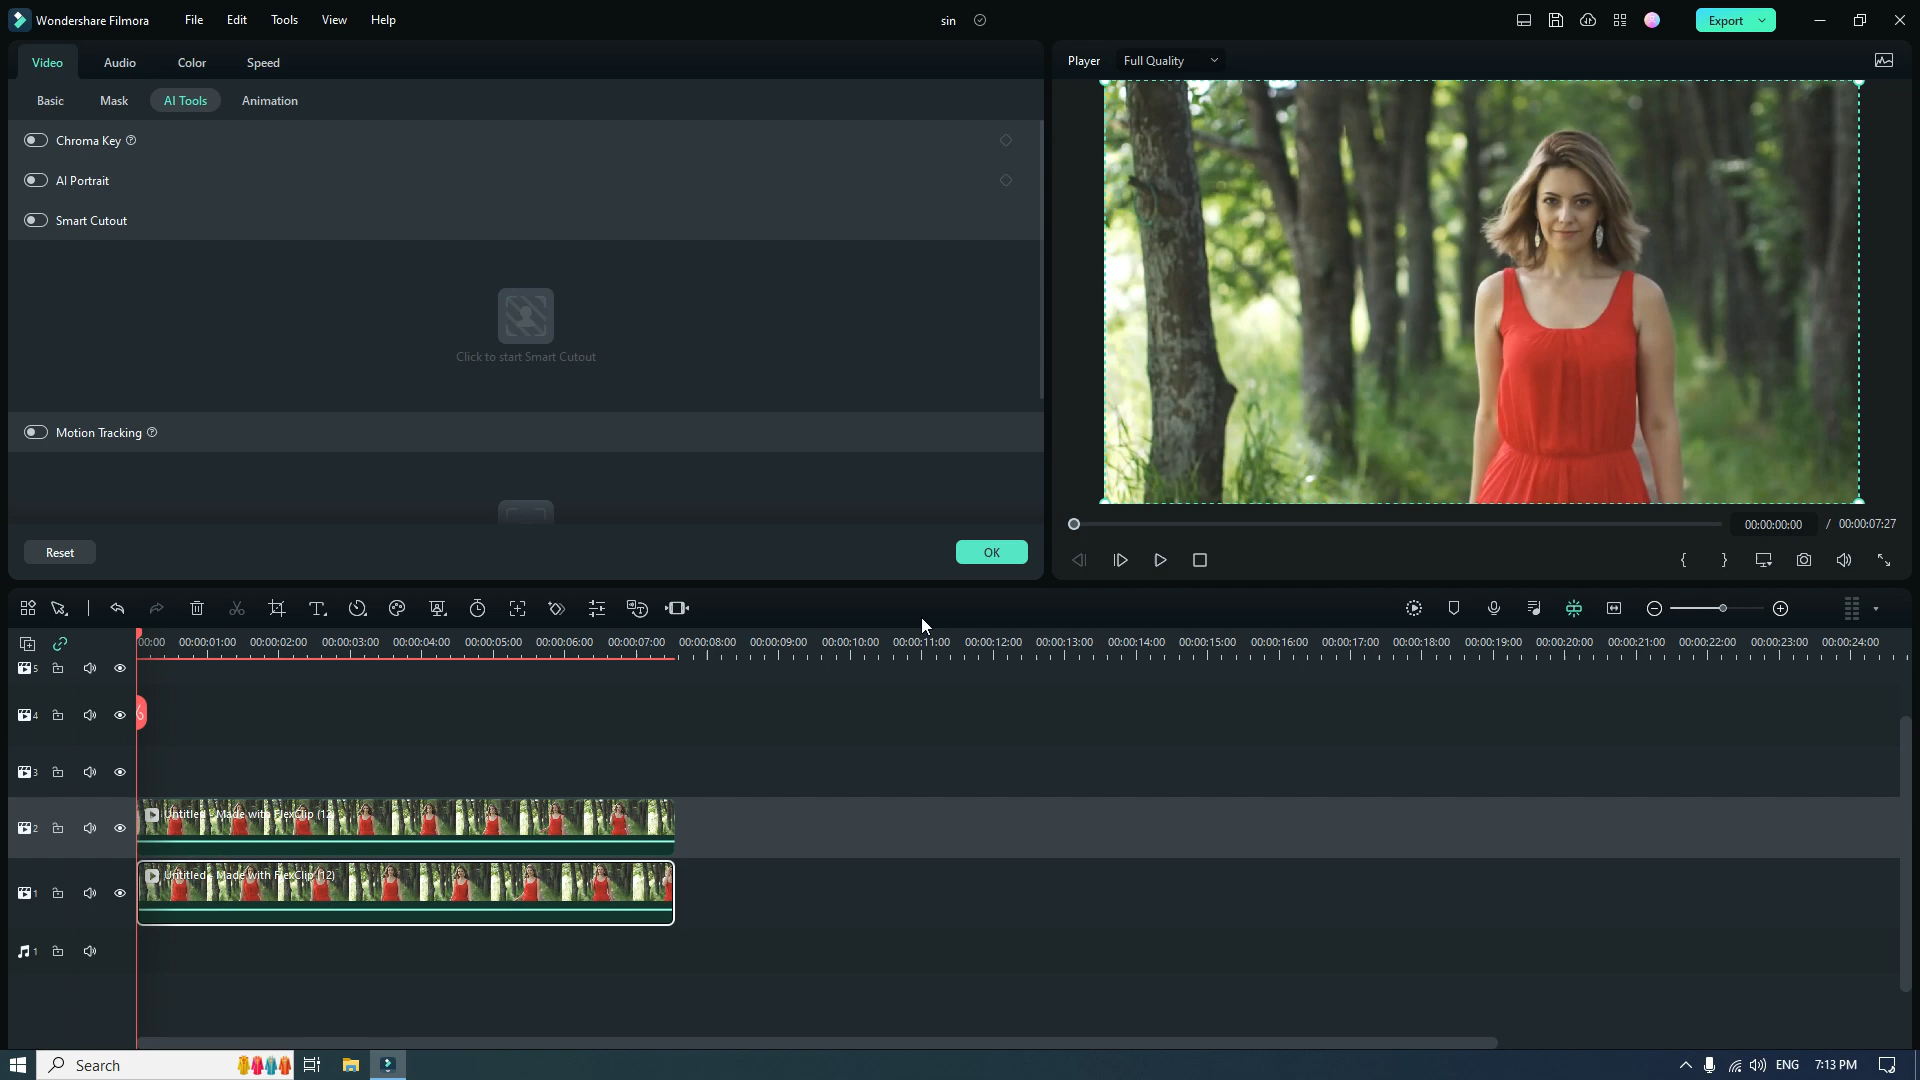 Wondershare Filmora File Edit Tools View Help sin Export
Video Audio Color Speed
Player Full Quality
Basic Mask AI Tools Animation
Chroma Key
AI Portrait
Smart Cutout
Click to start Smart Cutout
Motion Tracking
Reset OK
00:00:00:00 / 00:00:07:27
00:00 00:00:01:00 00:00:02:00 00:00:03:00 00:00:04:00 00:00:05:00 00:00:06:00 00:00:07:00 00:00:08:00 00:00:09:00 00:00:10:00 00:00:11:00 00:00:12:00 00:00:13:00 00:00:14:00 00:00:15:00 00:00:16:00 00:00:17:00 00:00:18:00 00:00:19:00 00:00:20:00 00:00:21:00 00:00:22:00 00:00:23:00 00:00:24:00
5
4
3
2 Untitled - Made with FlexClip (12)
1 Untitled - Made with FlexClip (12)
1
Search ENG 7:13 PM